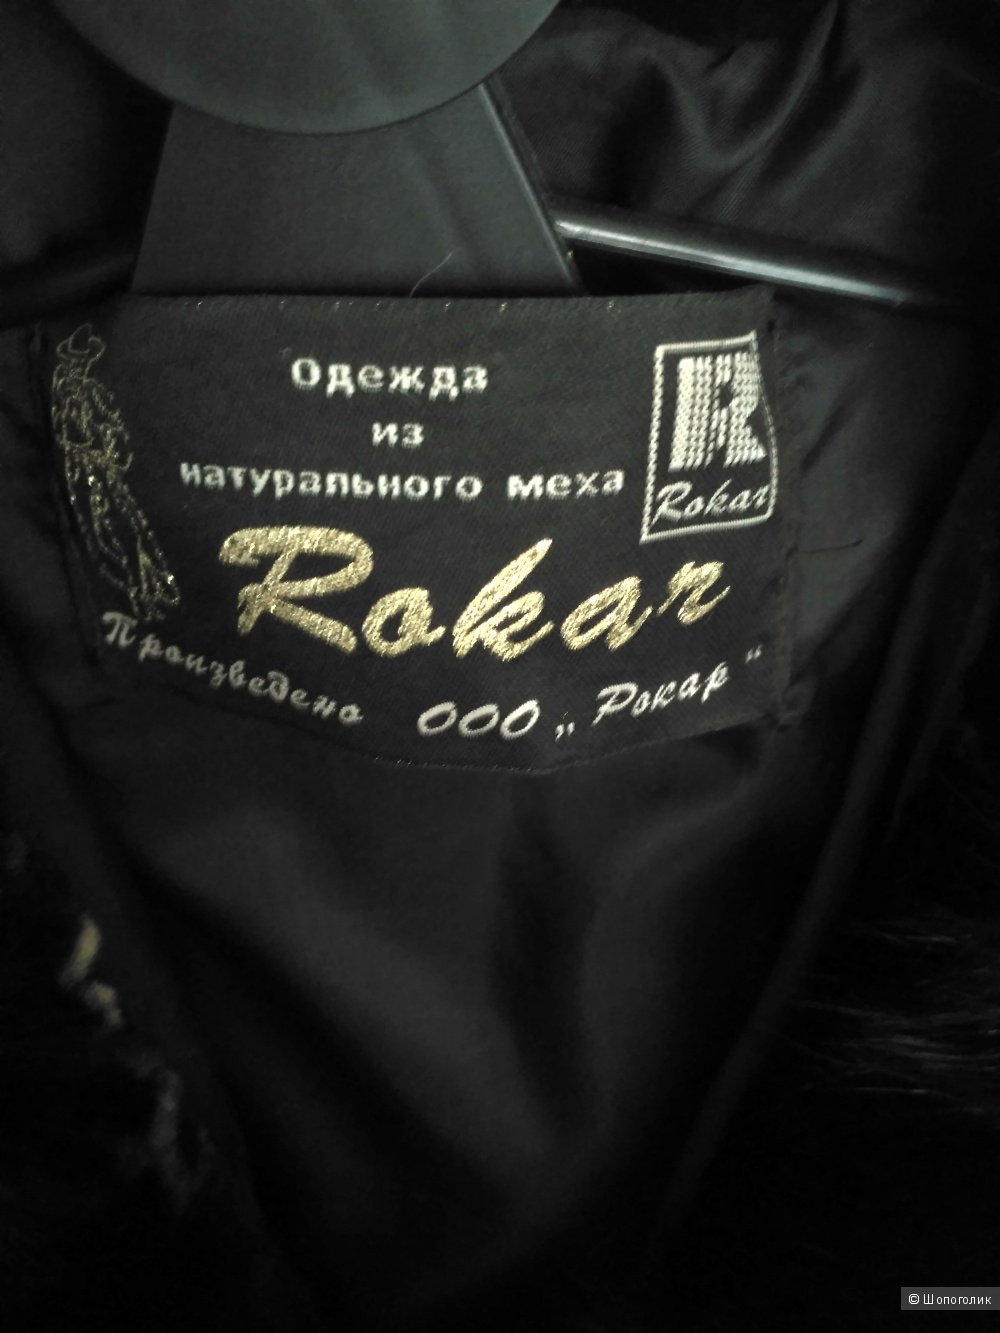 Одежда
из
натурального меха
R
Rokar
Rokar
Произведено ООО „Рокар“
© Шопоголик